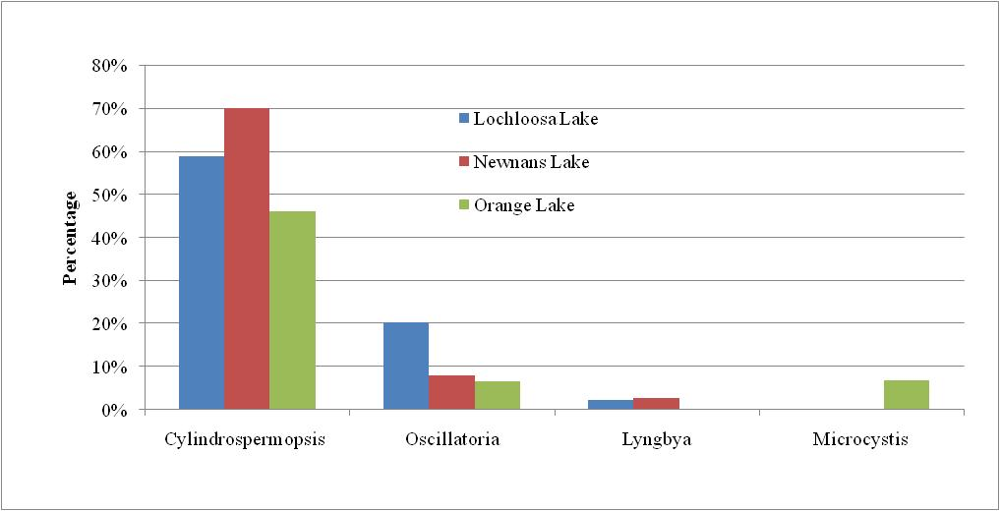 80%
70%
60%
50%
40%
30%
20%
10%
0%
Percentage
Lochloosa Lake
Newnans Lake
Orange Lake
Cylindrospermopsis
Oscillatoria
Lyngbya
Microcystis